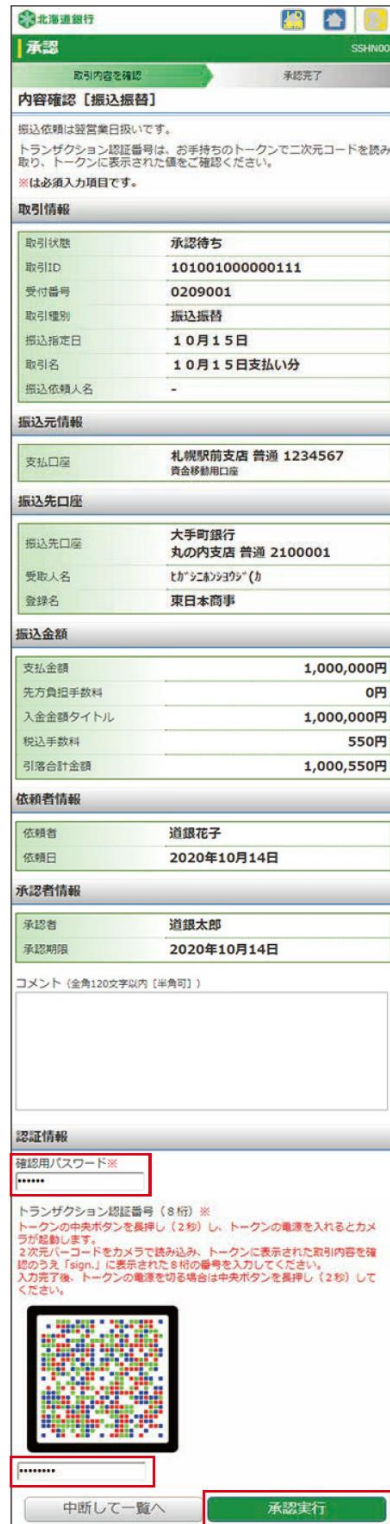 北海道銀行
承認
SSHN00
取引内容を確認
承認完了
内容確認［振込振替］
振込依頼は翌営業日扱いです。
トランザクション認証番号は、お手持ちのトークンで二次元コードを読み
取り、トークンに表示された値をご確認ください。
※は必須入力項目です。
取引情報
取引状態 承認待ち
取引ID 101001000000111
受付番号 0209001
取引種別 振込振替
振込指定日 １０月１５日
取引名 １０月１５日支払い分
振込依頼人名 -
振込元情報
支払口座 札幌駅前支店 普通 1234567
資金移動用口座
振込先口座
振込先口座 大手町銀行
丸の内支店 普通 2100001
受取人名 ﾋｶﾞｼﾆﾎﾝｼﾖｳｼﾞ(ｶ
登録名 東日本商事
振込金額
支払金額 1,000,000円
先方負担手数料 0円
入金金額タイトル 1,000,000円
税込手数料 550円
引落合計金額 1,000,550円
依頼者情報
依頼者 道銀花子
依頼日 2020年10月14日
承認者情報
承認者 道銀太郎
承認期限 2020年10月14日
コメント（全角120文字以内［半角可］）
認証情報
確認用パスワード※
••••••
トランザクション認証番号（８桁）※
トークンの中央ボタンを長押し（２秒）し、トークンの電源を入れるとカメ
ラが起動します。
２次元バーコードをカメラで読み込み、トークンに表示された取引内容を確
認のうえ「sign.」に表示された８桁の番号を入力してください。
入力完了後、トークンの電源を切る場合は中央ボタンを長押し（２秒）して
ください。
••••••••
中断して一覧へ
承認実行